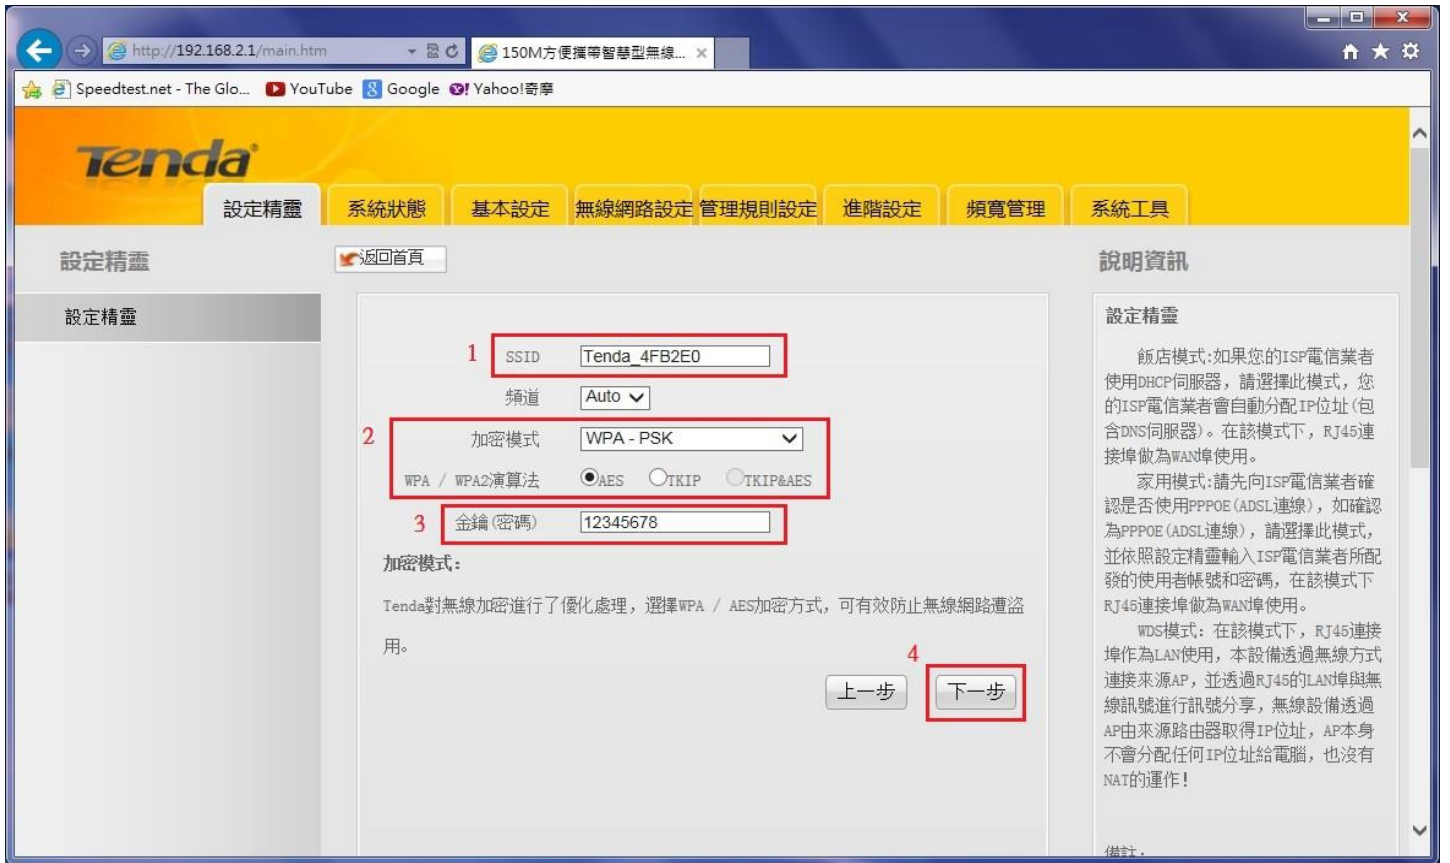 http://192.168.2.1/main.htm
150M方便攜帶智慧型無線...
Speedtest.net - The Glo... YouTube Google Yahoo!奇摩
Tenda
設定精靈 系統狀態 基本設定 無線網路設定 管理規則設定 進階設定 頻寬管理 系統工具
設定精靈
設定精靈
返回首頁
1 SSID Tenda_4FB2E0
頻道 Auto
2 加密模式 WPA - PSK
WPA / WPA2演算法 AES TKIP TKIP&AES
3 金鑰(密碼) 12345678
加密模式:
Tenda對無線加密進行了優化處理，選擇WPA / AES加密方式，可有效防止無線網路遭盜
用。
4
上一步 下一步
說明資訊
設定精靈
飯店模式:如果您的ISP電信業者
使用DHCP伺服器，請選擇此模式，您
的ISP電信業者會自動分配IP位址(包
含DNS伺服器)。在該模式下，RJ45連
接埠做為WAN埠使用。
家用模式:請先向ISP電信業者確
認是否使用PPPOE(ADSL連線)，如確認
為PPPOE(ADSL連線)，請選擇此模式，
並依照設定精靈輸入ISP電信業者所配
發的使用者帳號和密碼，在該模式下
RJ45連接埠做為WAN埠使用。
WDS模式: 在該模式下，RJ45連接
埠作為LAN使用，本設備透過無線方式
連接來源AP，並透過RJ45的LAN埠與無
線訊號進行訊號分享，無線設備透過
AP由來源路由器取得IP位址，AP本身
不會分配任何IP位址給電腦，也沒有
NAT的運作!
備註: